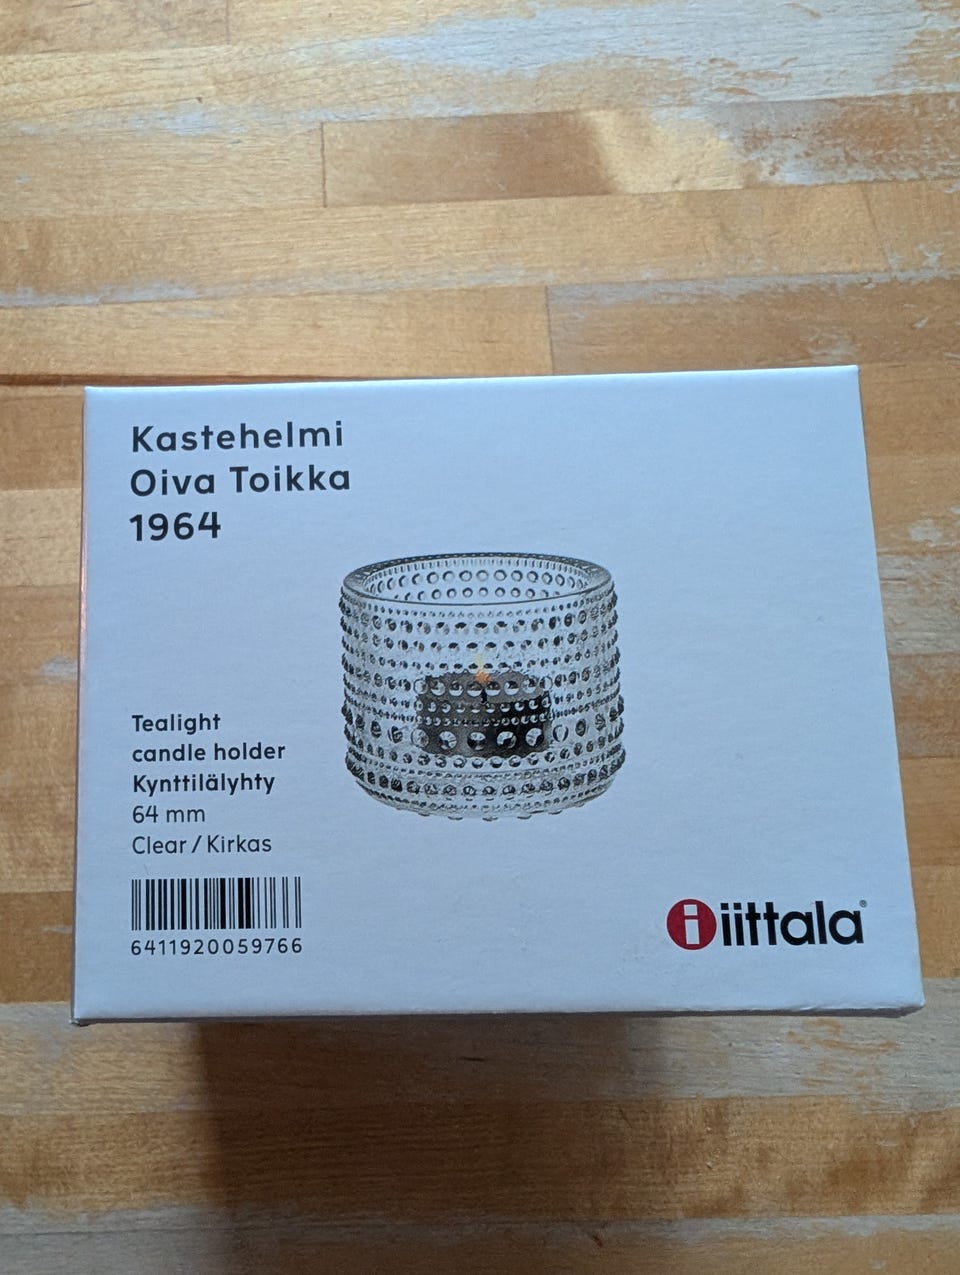 Kastehelmi
Oiva Toikka
1964
Tealight
candle holder
Kynttilälyhty
64 mm
Clear / Kirkas
6411920059766
i iittala®